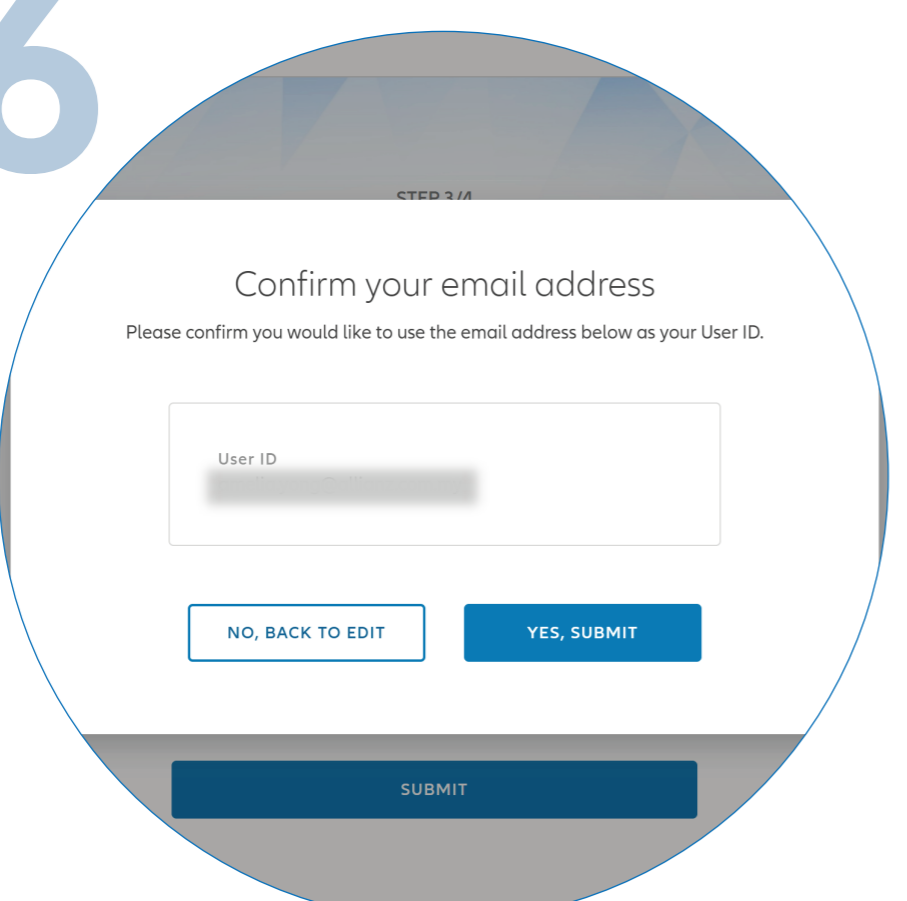 6
STEP 3/4
Confirm your email address
Please confirm you would like to use the email address below as your User ID.
User ID
NO, BACK TO EDIT
YES, SUBMIT
SUBMIT